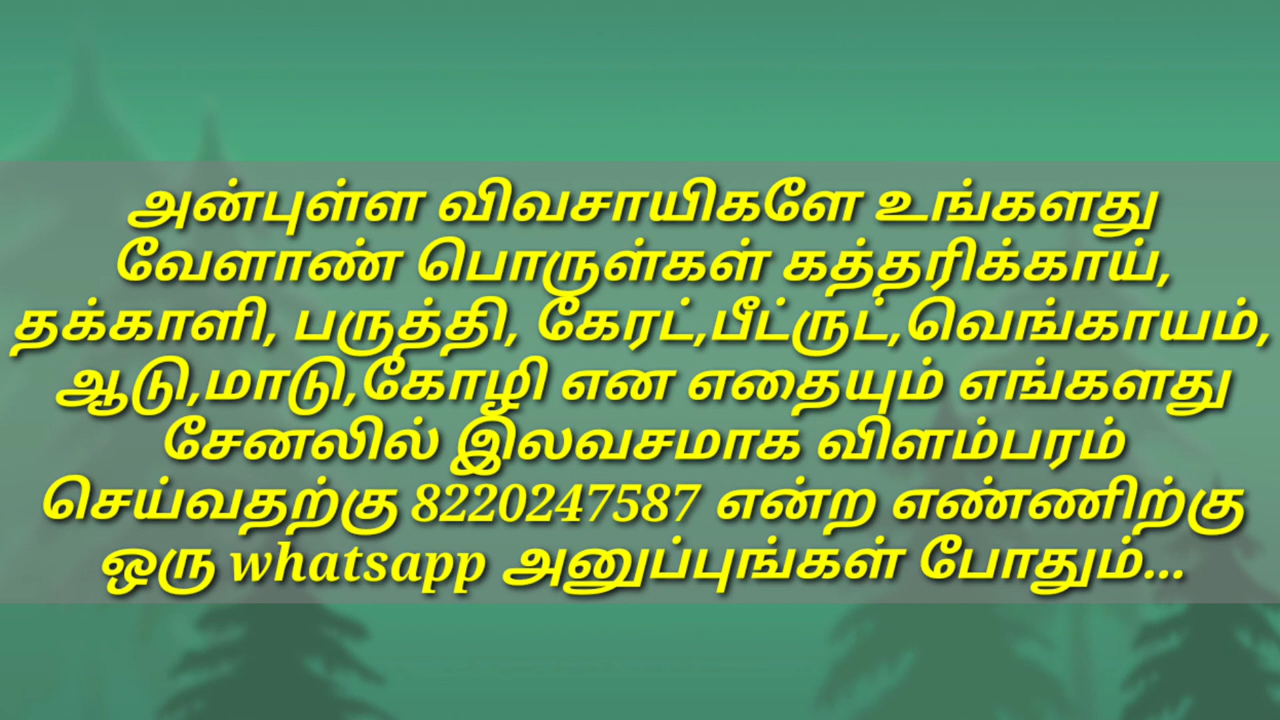 அன்புள்ள விவசாயிகளே உங்களது
வேளாண் பொருள்கள் கத்தரிக்காய்,
தக்காளி, பருத்தி, கேரட்,பீட்ருட்,வெங்காயம்,
ஆடு,மாடு,கோழி என எதையும் எங்களது
சேனலில் இலவசமாக விளம்பரம்
செய்வதற்கு 8220247587 என்ற எண்ணிற்கு
ஒரு whatsapp அனுப்புங்கள் போதும்...